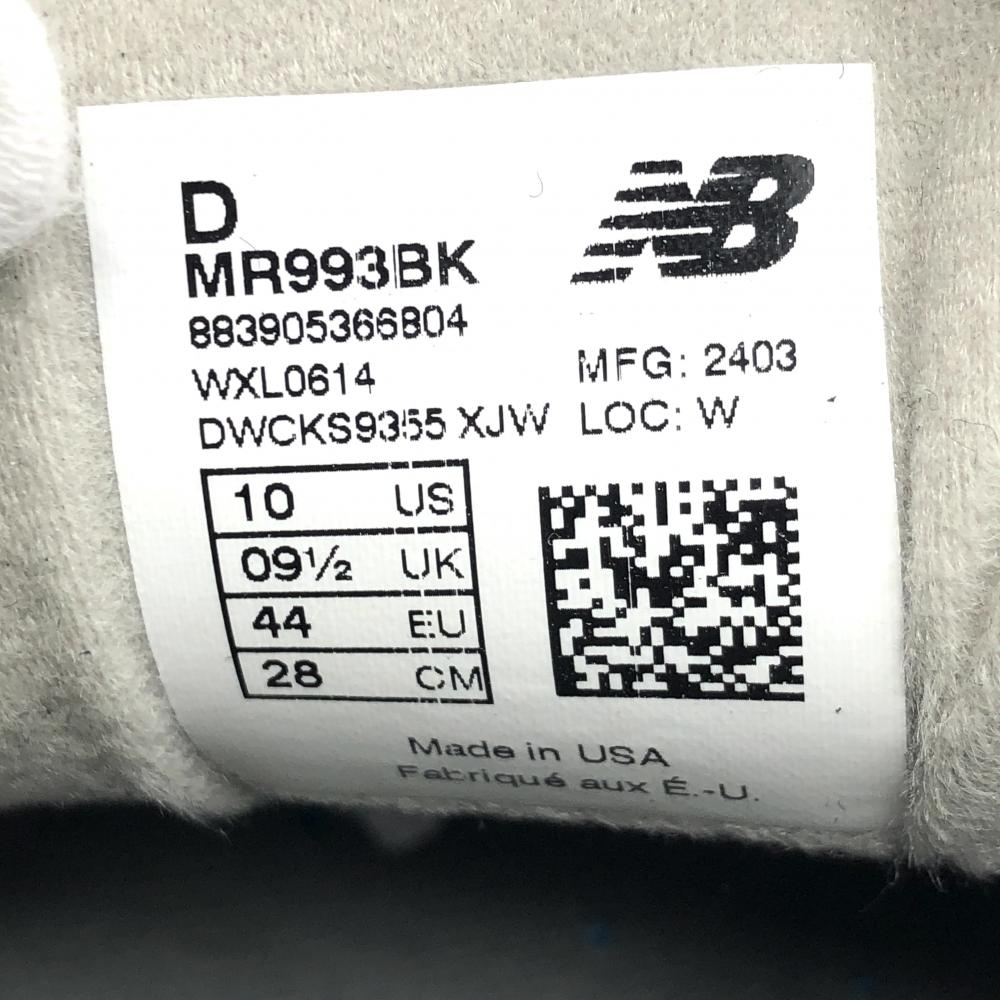 D
NB
MR993BK
883905366804
WXL0614
MFG: 2403
DWCKS9355 XJW
LOC: W
10 US
09½ UK
44 EU
28 CM
Made in USA
Fabriqué aux É.-U.